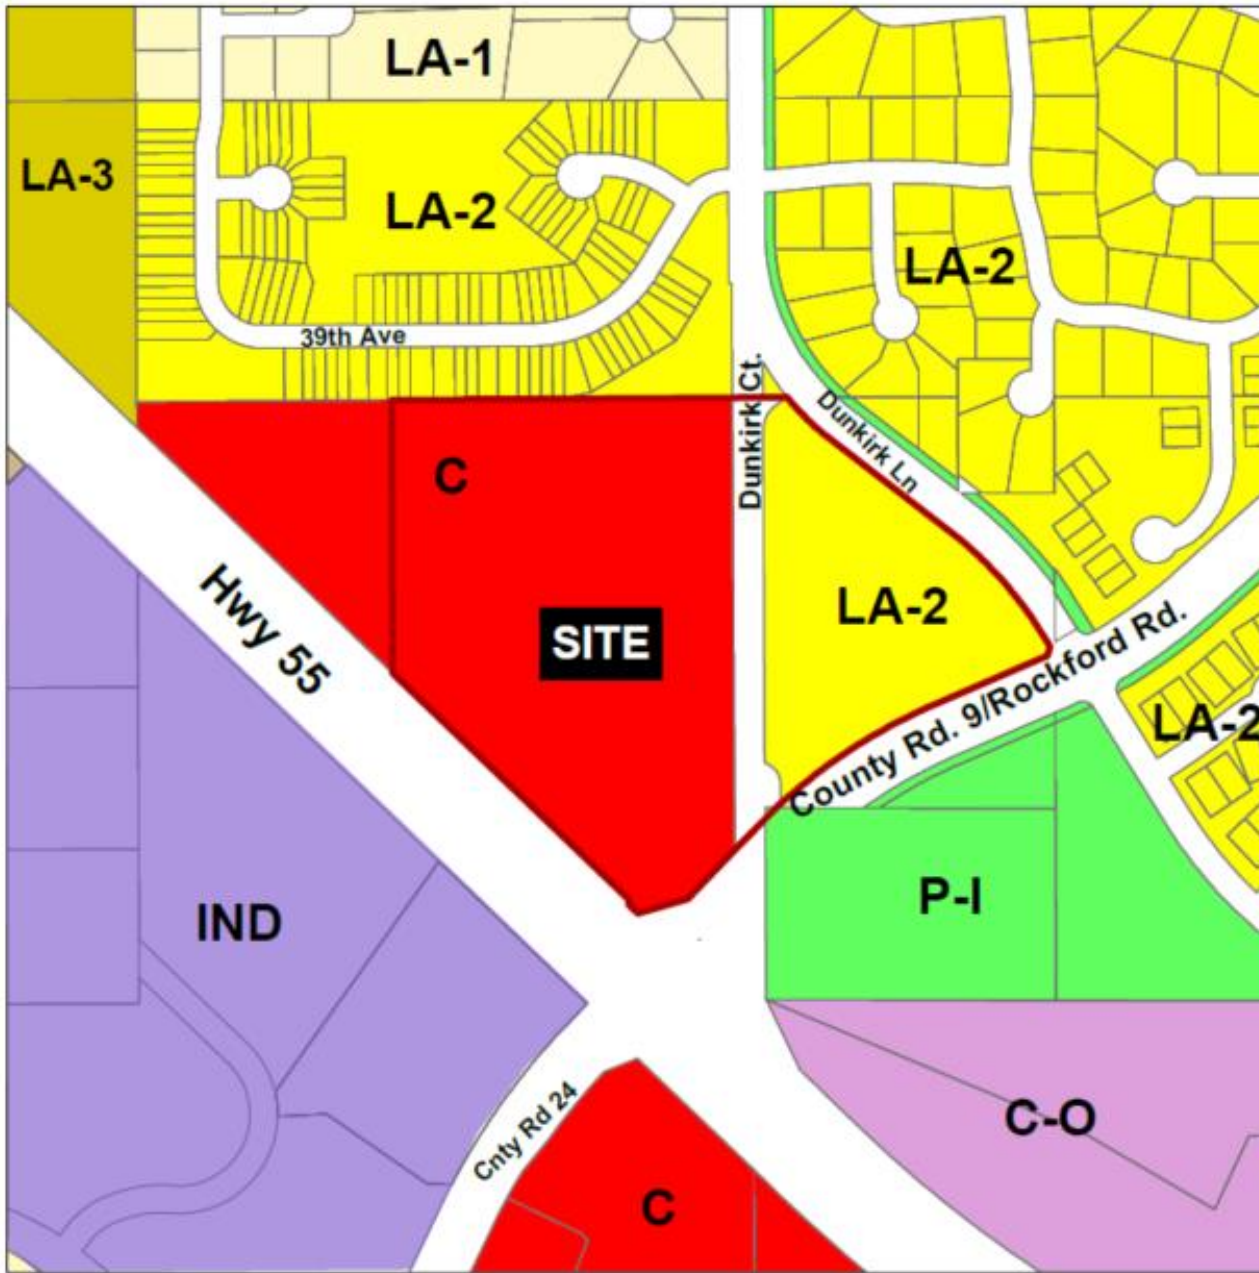 LA-1
LA-3
LA-2
LA-2
39th Ave
Dunkirk Ct.
Dunkirk Ln
C
Hwy 55
SITE
LA-2
County Rd. 9/Rockford Rd.
LA-2
IND
P-I
Cnty Rd 24
C-O
C